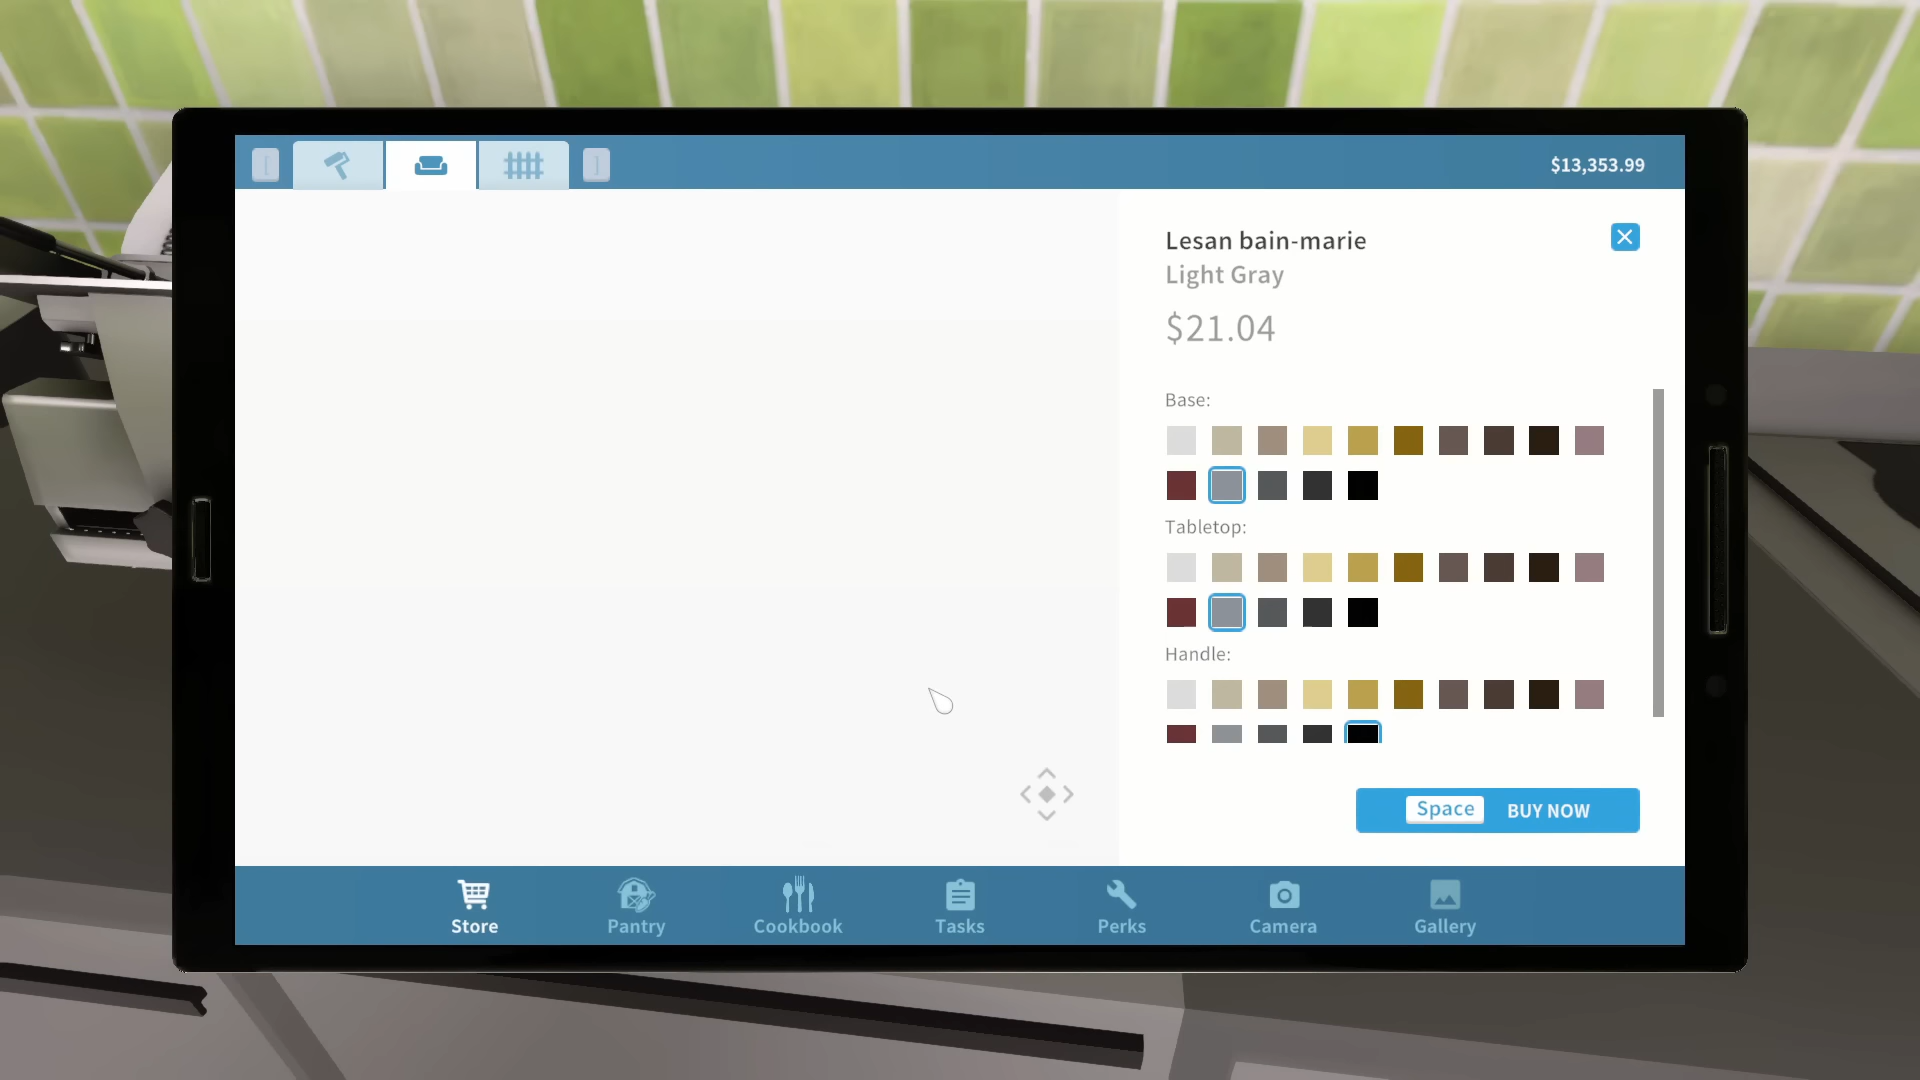 [
]
$13,353.99
Lesan bain-marie
Light Gray
$21.04
Base:
Tabletop:
Handle:
Space BUY NOW
Store
Pantry
Cookbook
Tasks
Perks
Camera
Gallery